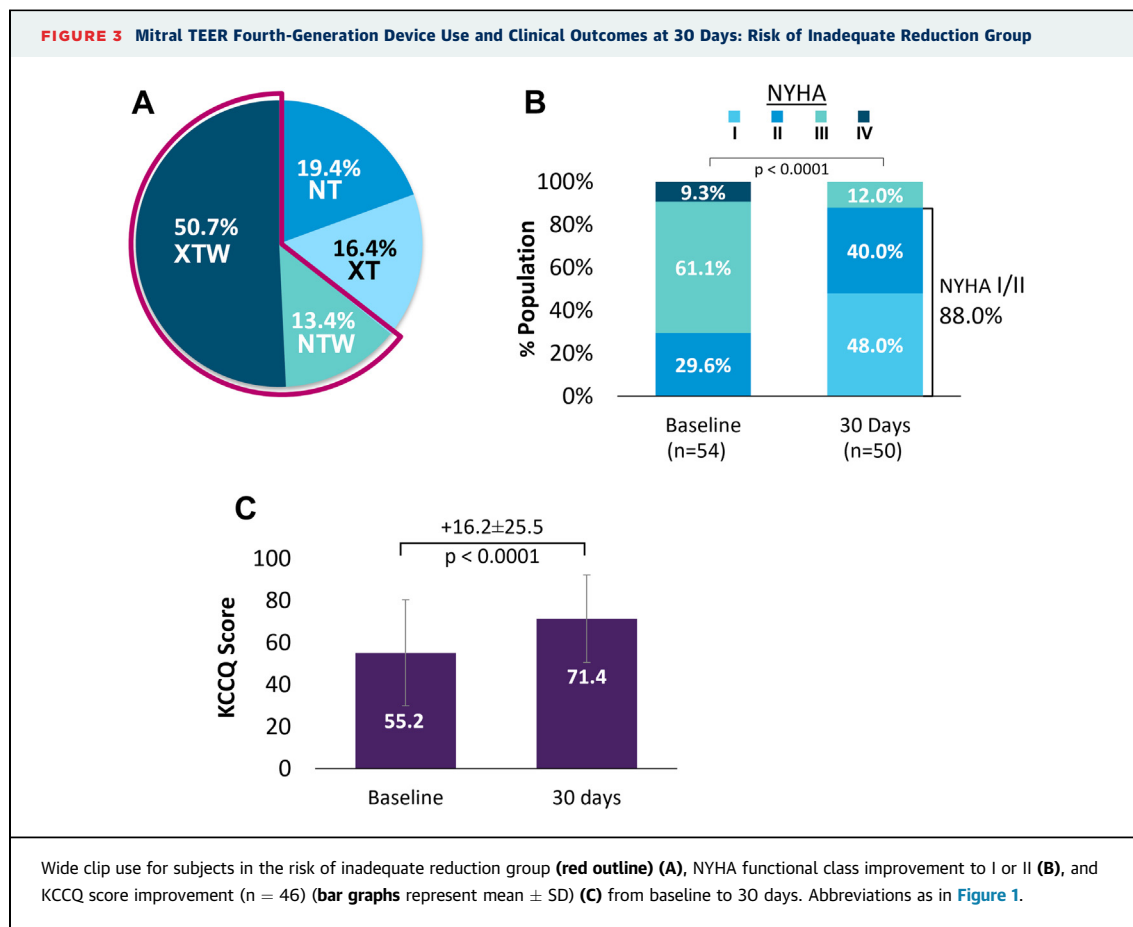 FIGURE 3 Mitral TEER Fourth-Generation Device Use and Clinical Outcomes at 30 Days: Risk of Inadequate Reduction Group
A
19.4%
NT
50.7%
XTW
16.4%
XT
13.4%
NTW
B
NYHA
I II III IV
p < 0.0001
% Population
100%
80%
60%
40%
20%
0%
9.3%
61.1%
29.6%
12.0%
40.0%
48.0%
NYHA I/II
88.0%
Baseline
(n=54)
30 Days
(n=50)
C
+16.2±25.5
p < 0.0001
KCCQ Score
100
80
60
40
20
0
55.2
71.4
Baseline
30 days
Wide clip use for subjects in the risk of inadequate reduction group (red outline) (A), NYHA functional class improvement to I or II (B), and
KCCQ score improvement (n = 46) (bar graphs represent mean ± SD) (C) from baseline to 30 days. Abbreviations as in Figure 1.